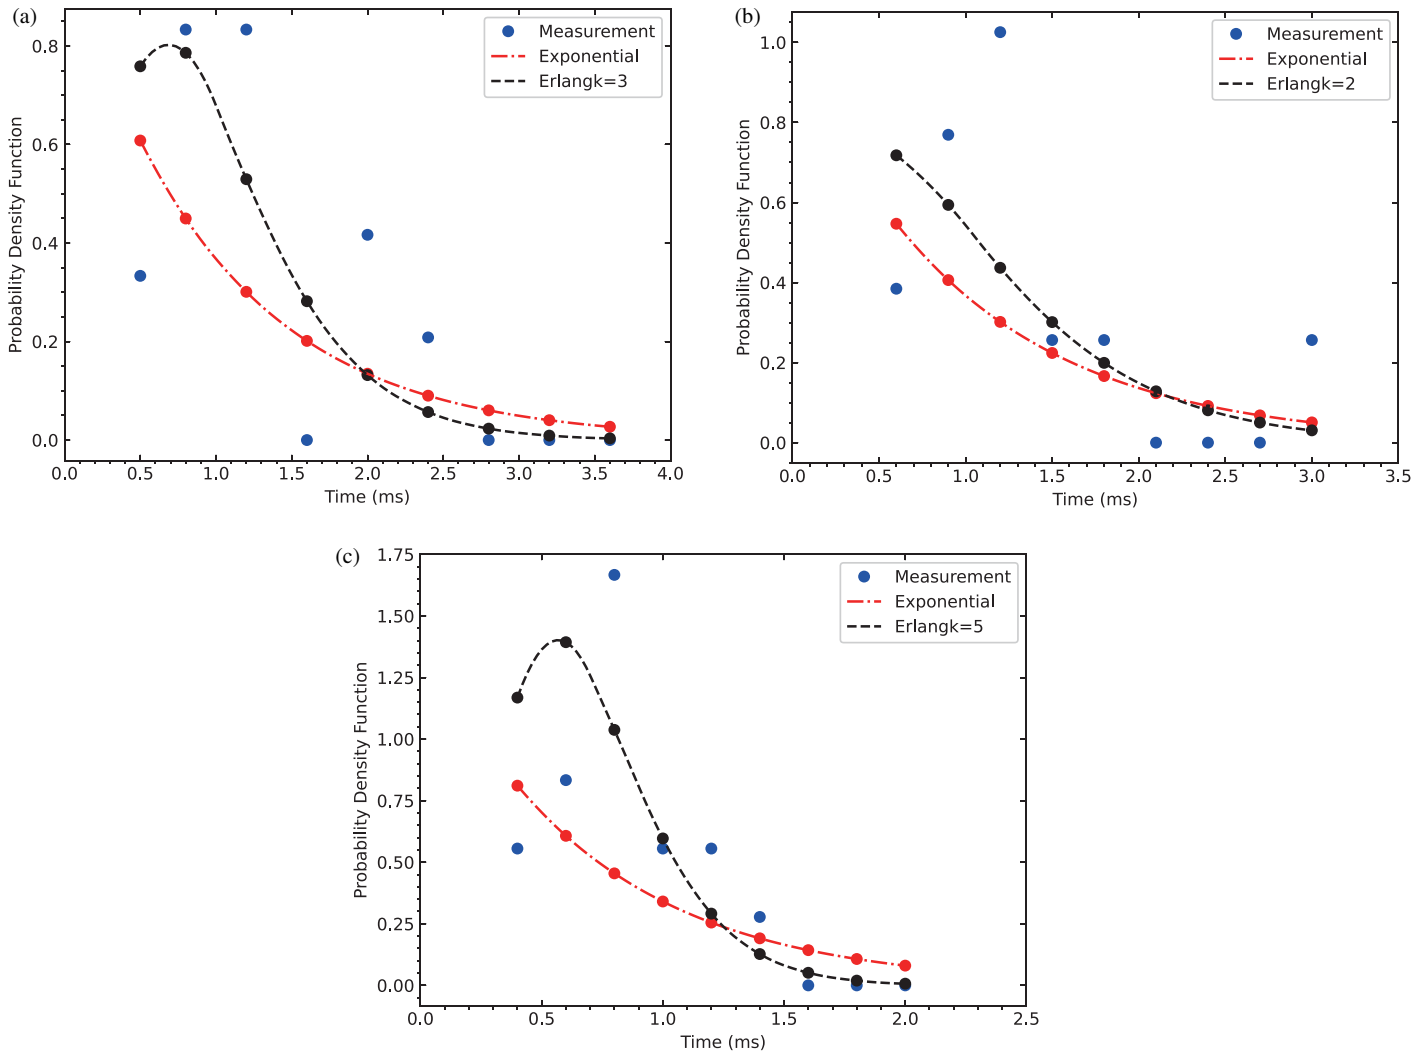 (a)
0.8
0.6
0.4
0.2
0.0
Probability Density Function
Measurement
Exponential
Erlangk=3
0.0 0.5 1.0 1.5 2.0 2.5 3.0 3.5 4.0
Time (ms)
(b)
1.0
0.8
0.6
0.4
0.2
0.0
Probability Density Function
Measurement
Exponential
Erlangk=2
0.0 0.5 1.0 1.5 2.0 2.5 3.0 3.5
Time (ms)
(c)
1.75
1.50
1.25
1.00
0.75
0.50
0.25
0.00
Probability Density Function
Measurement
Exponential
Erlangk=5
0.0 0.5 1.0 1.5 2.0 2.5
Time (ms)